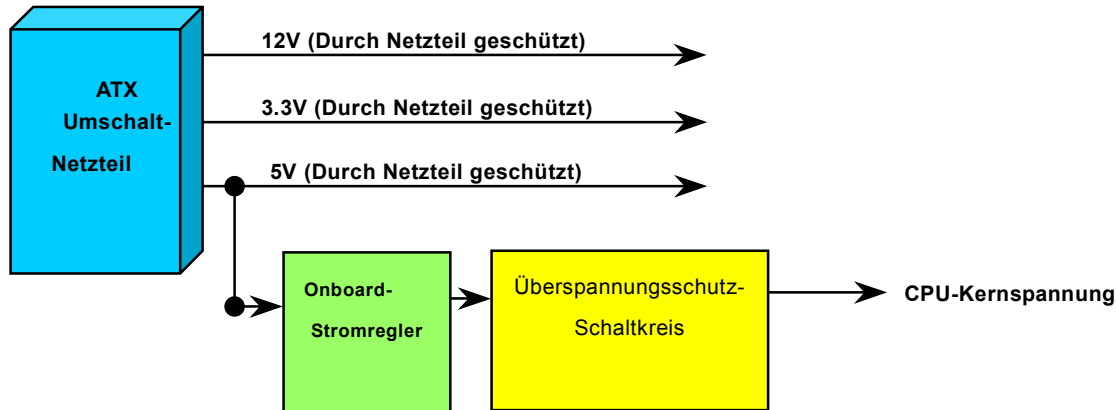 12V (Durch Netzteil geschützt)
ATX
Umschalt-
Netzteil
3.3V (Durch Netzteil geschützt)
5V (Durch Netzteil geschützt)
Onboard-
Stromregler
Überspannungsschutz-
Schaltkreis
CPU-Kernspannung